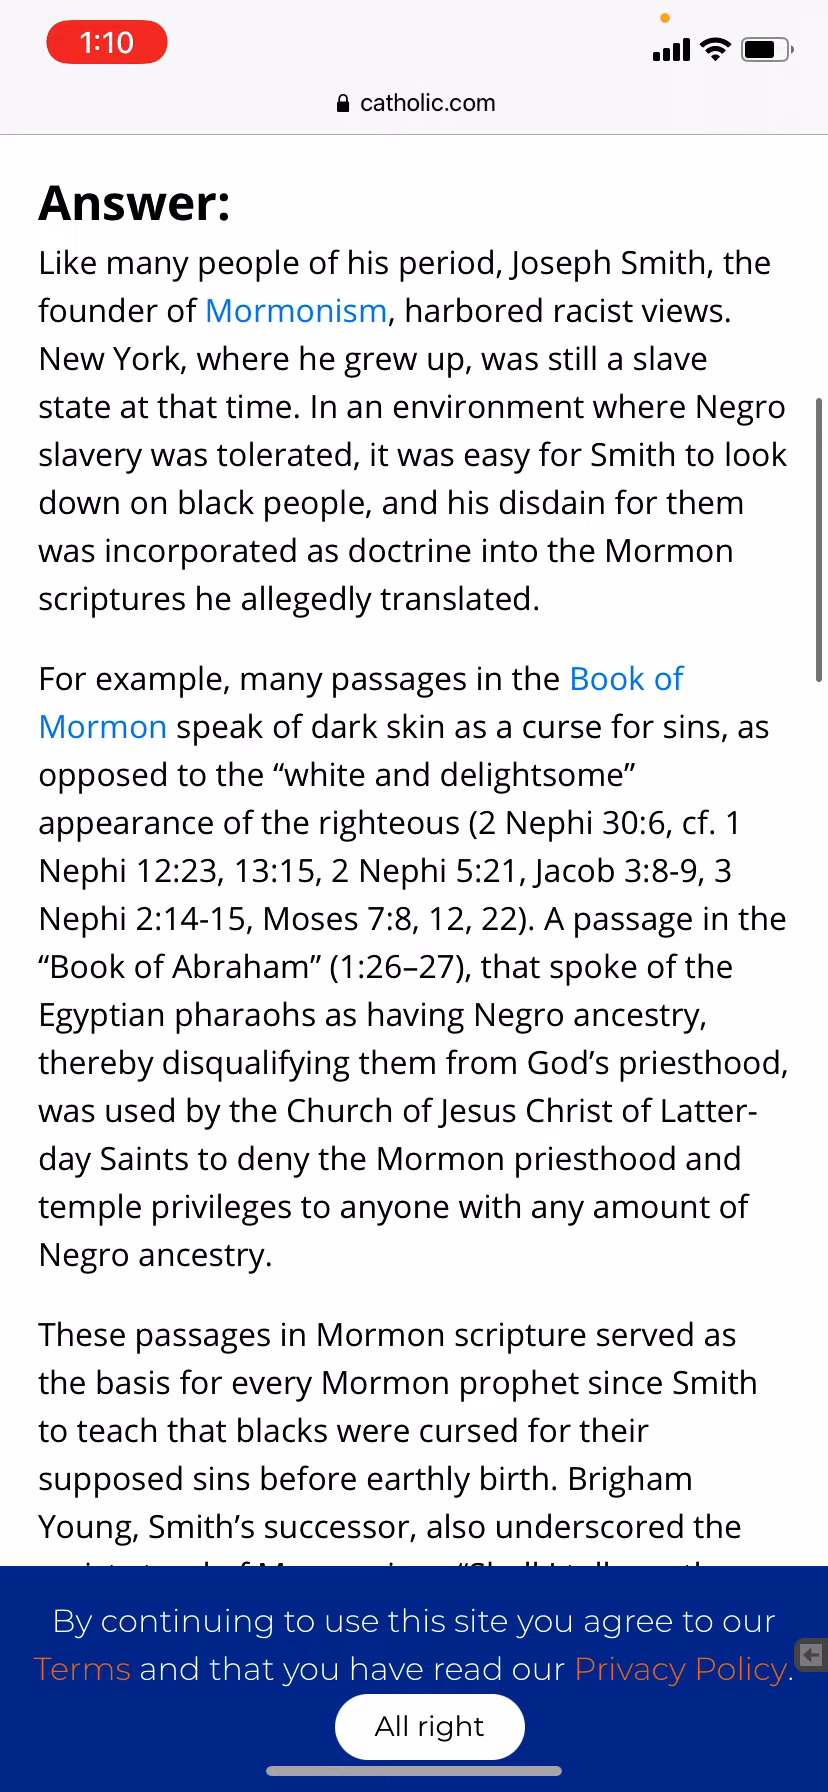 1:10
catholic.com
Answer:
Like many people of his period, Joseph Smith, the
founder of Mormonism, harbored racist views.
New York, where he grew up, was still a slave
state at that time. In an environment where Negro
slavery was tolerated, it was easy for Smith to look
down on black people, and his disdain for them
was incorporated as doctrine into the Mormon
scriptures he allegedly translated.
For example, many passages in the Book of
Mormon speak of dark skin as a curse for sins, as
opposed to the “white and delightsome”
appearance of the righteous (2 Nephi 30:6, cf. 1
Nephi 12:23, 13:15, 2 Nephi 5:21, Jacob 3:8-9, 3
Nephi 2:14-15, Moses 7:8, 12, 22). A passage in the
“Book of Abraham” (1:26–27), that spoke of the
Egyptian pharaohs as having Negro ancestry,
thereby disqualifying them from God’s priesthood,
was used by the Church of Jesus Christ of Latter-
day Saints to deny the Mormon priesthood and
temple privileges to anyone with any amount of
Negro ancestry.
These passages in Mormon scripture served as
the basis for every Mormon prophet since Smith
to teach that blacks were cursed for their
supposed sins before earthly birth. Brigham
Young, Smith’s successor, also underscored the
By continuing to use this site you agree to our
Terms and that you have read our Privacy Policy.
All right